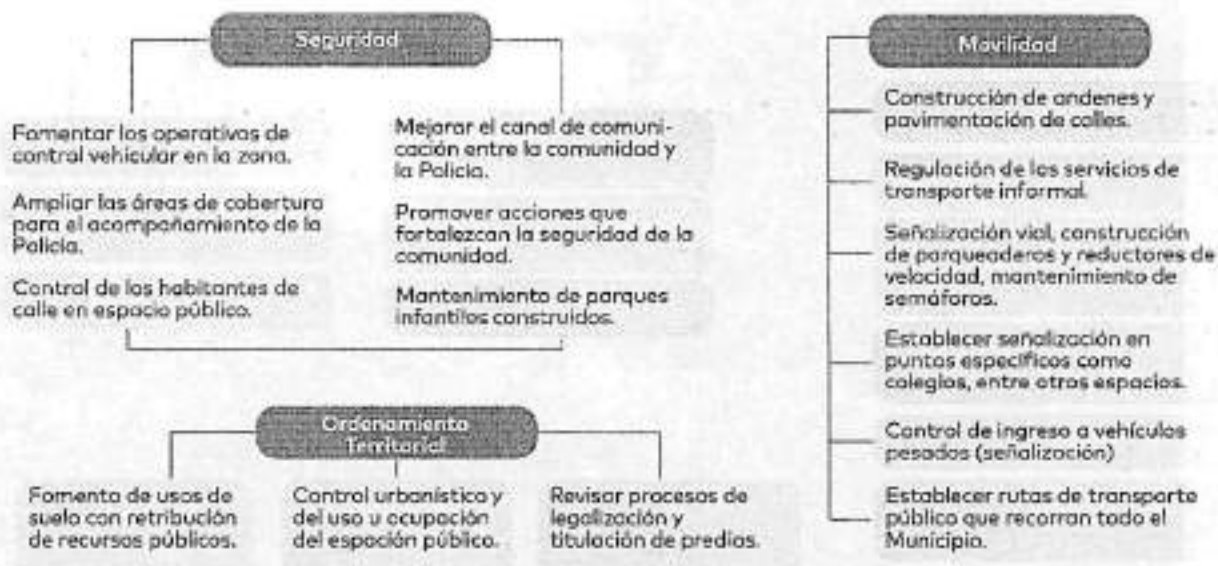 Seguridad
Fomentar los operativos de
control vehicular en la zona.
Ampliar las áreas de cobertura
para el acompañamiento de la
Policía.
Control de los habitantes de
calle en espacio público.
Mejorar el canal de comuni-
cación entre la comunidad y
la Policía.
Promover acciones que
fortalezcan la seguridad de la
comunidad.
Mantenimiento de parques
infantiles construidos.
Movilidad
Construcción de andenes y
pavimentación de calles.
Regulación de los servicios de
transporte informal.
Señalización vial, construcción
de parqueaderos y reductores de
velocidad, mantenimiento de
semáforos.
Establecer señalización en
puntos específicos como
colegios, entre otros espacios.
Control de ingreso a vehículos
pesados (señalización)
Establecer rutas de transporte
público que recorran todo el
Municipio.
Ordenamiento
Territorial
Fomento de usos de
suelo con retribución
de recursos públicos.
Control urbanístico y
del uso u ocupación
del espación público.
Revisar procesos de
legalización y
titulación de predios.